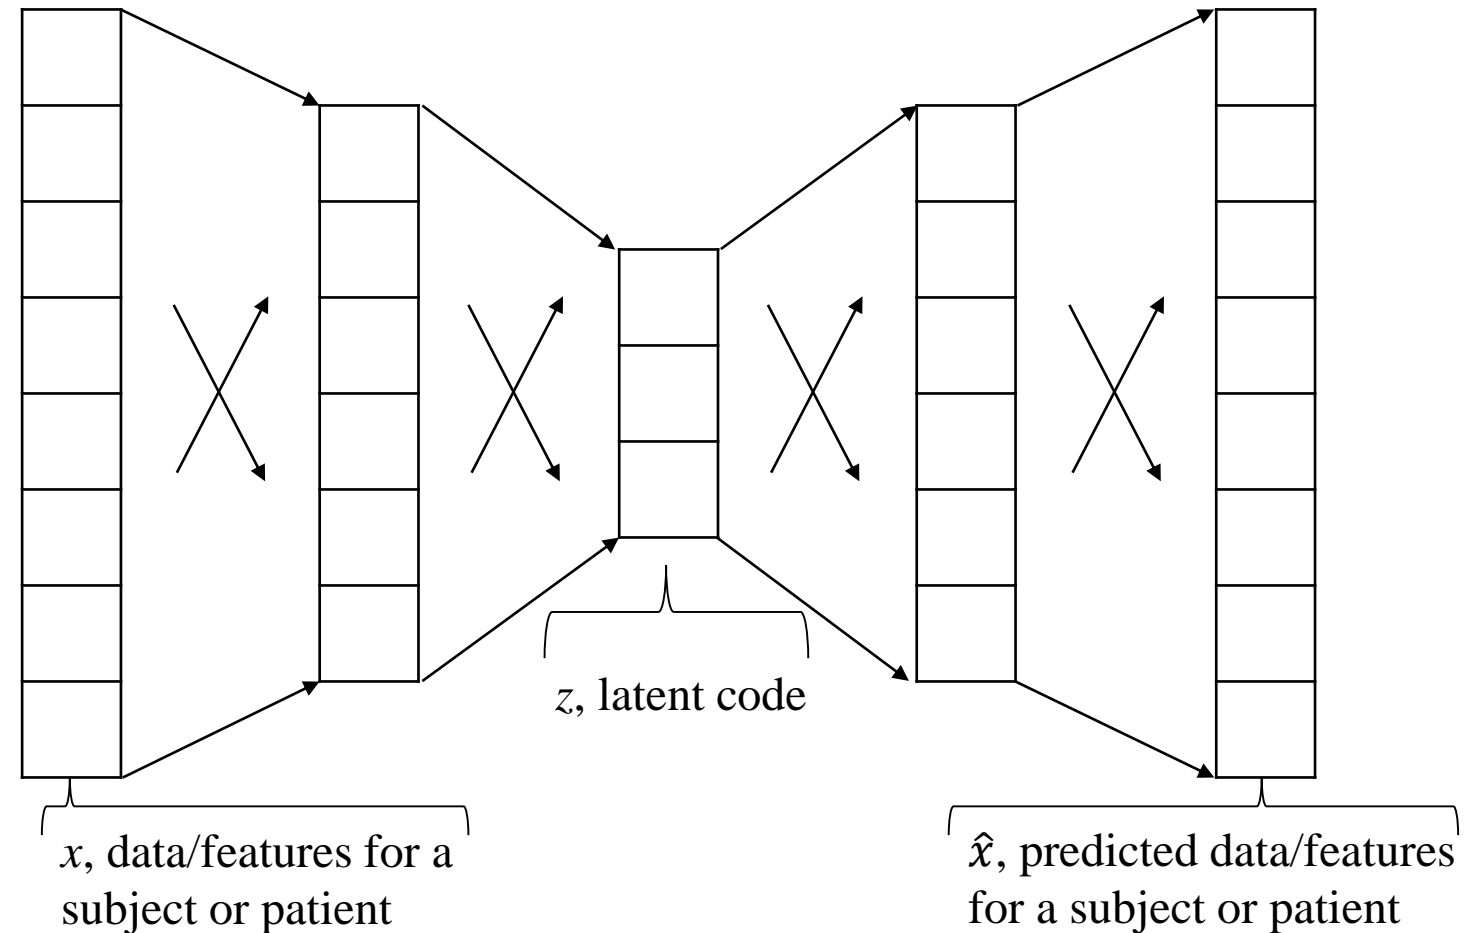 z, latent code
x, data/features for a
subject or patient
x̂, predicted data/features
for a subject or patient